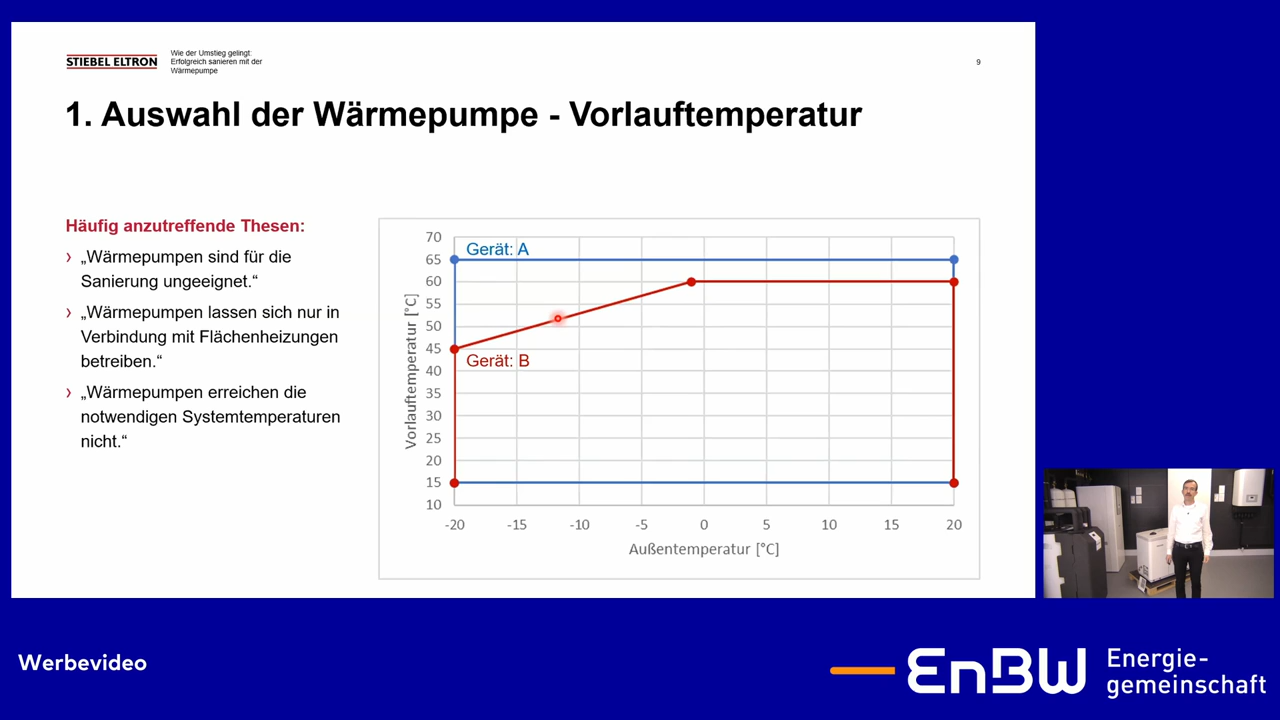 STIEBEL ELTRON
Wie der Umstieg gelingt:
Erfolgreich sanieren mit der
Wärmepumpe
9
1. Auswahl der Wärmepumpe - Vorlauftemperatur
Häufig anzutreffende Thesen:
› „Wärmepumpen sind für die
Sanierung ungeeignet.“
› „Wärmepumpen lassen sich nur in
Verbindung mit Flächenheizungen
betreiben.“
› „Wärmepumpen erreichen die
notwendigen Systemtemperaturen
nicht.“
Vorlauftemperatur [°C]
70
65
60
55
50
45
40
35
30
25
20
15
10
Gerät: A
Gerät: B
-20 -15 -10 -5 0 5 10 15 20
Außentemperatur [°C]
Werbevideo
EnBW
Energie-
gemeinschaft